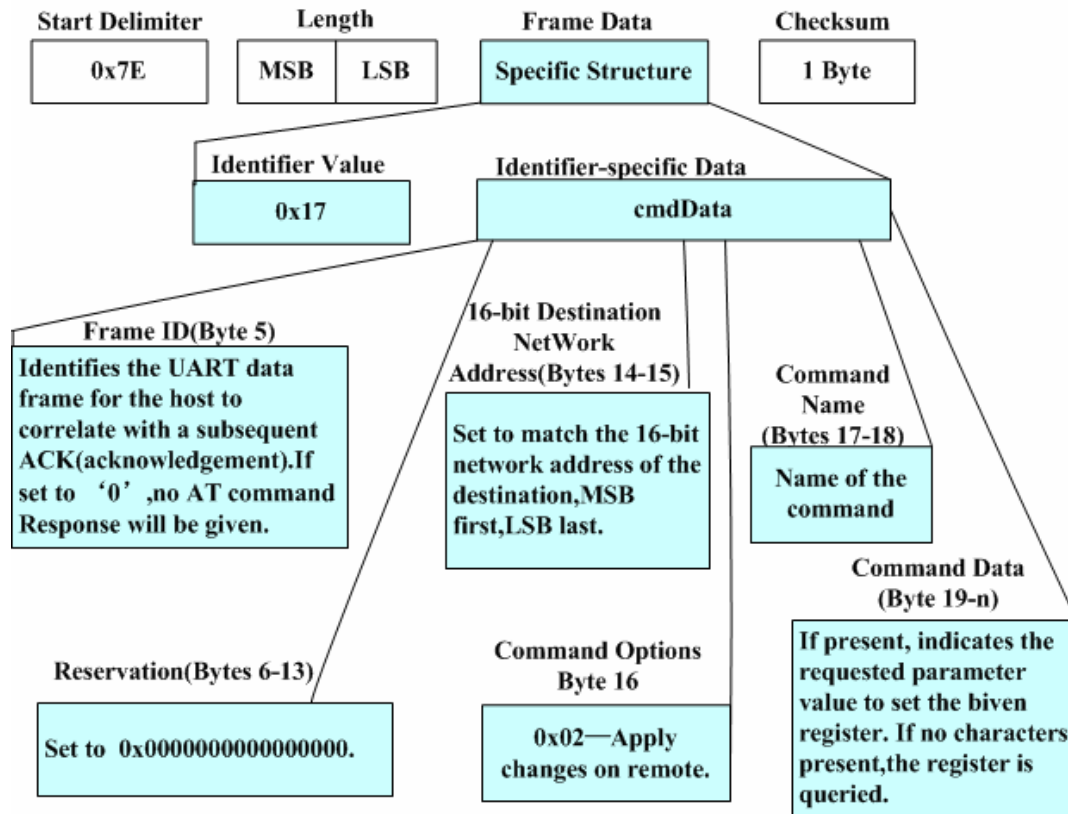 Start Delimiter
Length
Frame Data
Checksum
0x7E
MSB
LSB
Specific Structure
1 Byte
Identifier Value
0x17
Identifier-specific Data
cmdData
Frame ID(Byte 5)
Identifies the UART data
frame for the host to
correlate with a subsequent
ACK(acknowledgement).If
set to ‘0’ ,no AT command
Response will be given.
16-bit Destination
NetWork
Address(Bytes 14-15)
Set to match the 16-bit
network address of the
destination,MSB
first,LSB last.
Command
Name
(Bytes 17-18)
Name of the
command
Reservation(Bytes 6-13)
Set to 0x0000000000000000.
Command Options
Byte 16
0x02—Apply
changes on remote.
Command Data
(Byte 19-n)
If present, indicates the
requested parameter
value to set the biven
register. If no characters
present,the register is
queried.